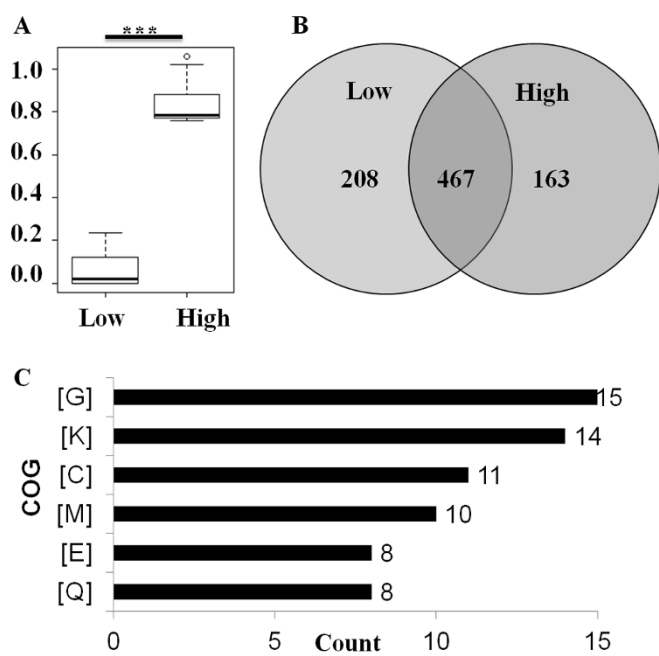 A
***
1.0
0.8
0.6
0.4
0.2
0.0
Low High
B
Low High
208 467 163
C
COG
[G] 15
[K] 14
[C] 11
[M] 10
[E] 8
[Q] 8
0 5 10 15
Count